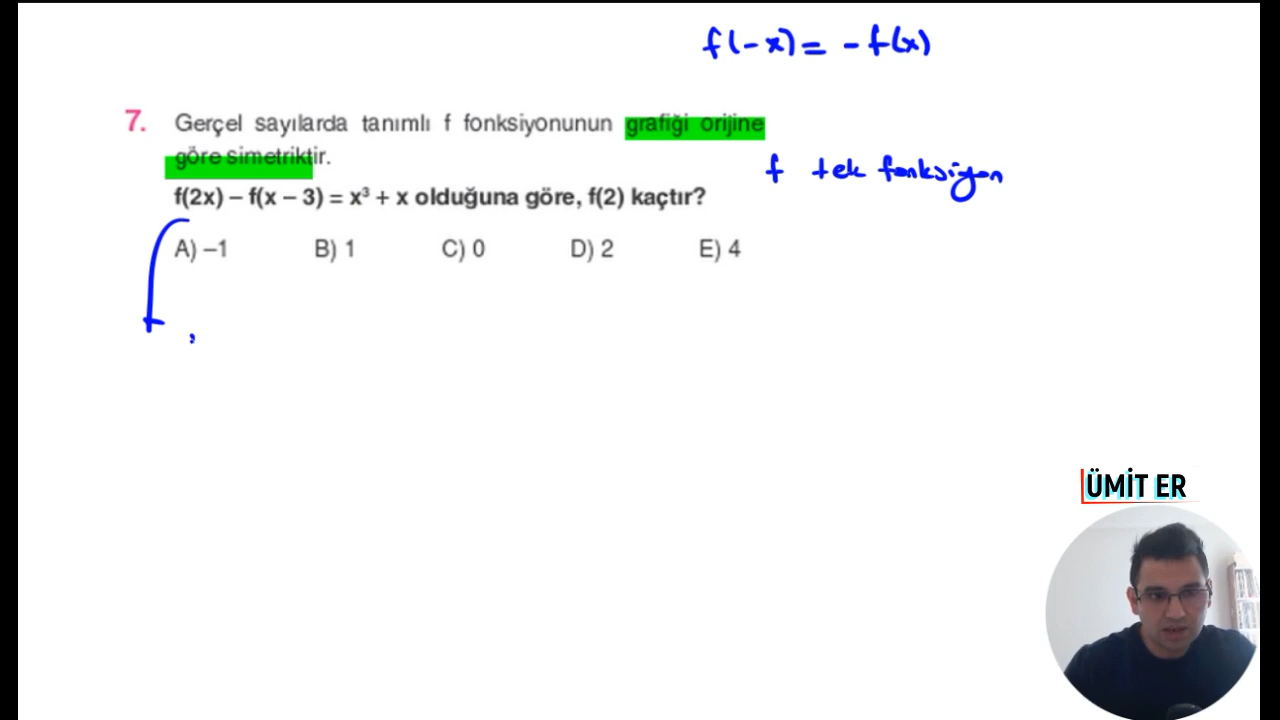 f(-x) = -f(x)
7. Gerçel sayılarda tanımlı f fonksiyonunun grafiği orijine
göre simetriktir.
f tek fonksiyon
f(2x) – f(x – 3) = x³ + x olduğuna göre, f(2) kaçtır?
A) –1 B) 1 C) 0 D) 2 E) 4
ÜMİT ER